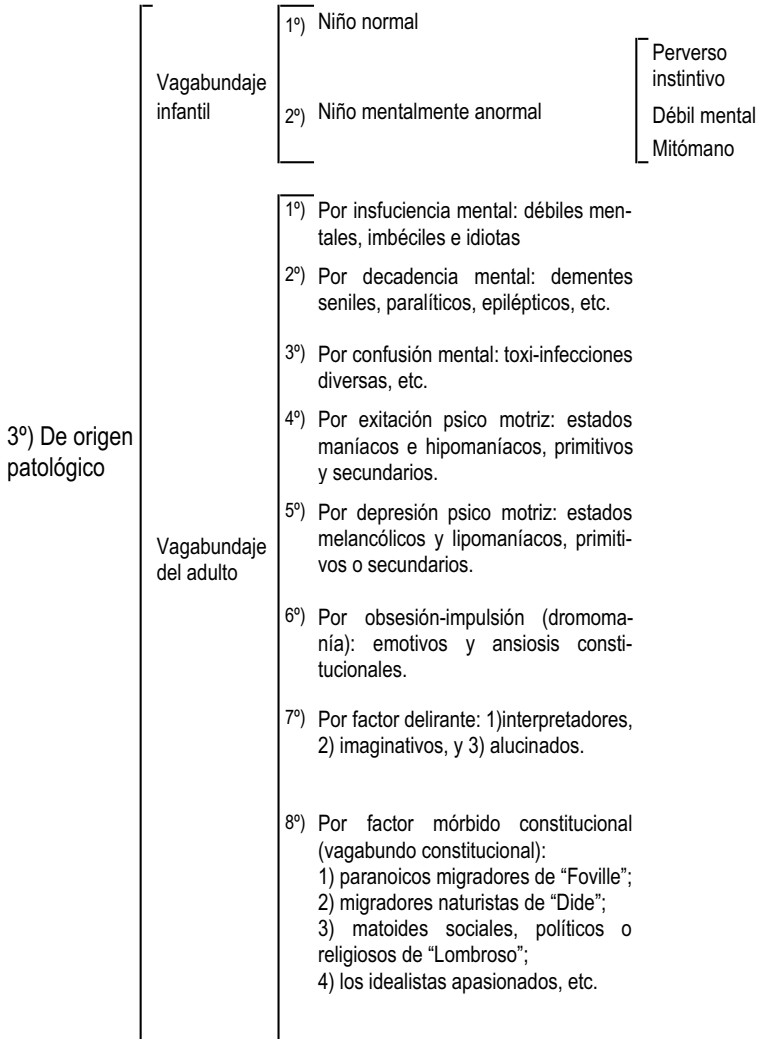 3º) De origen
patológico
Vagabundaje
infantil
1º) Niño normal
2º) Niño mentalmente anormal
Perverso
instintivo
Débil mental
Mitómano
Vagabundaje
del adulto
1º) Por insfuciencia mental: débiles men-
tales, imbéciles e idiotas
2º) Por decadencia mental: dementes
seniles, paralíticos, epilépticos, etc.
3º) Por confusión mental: toxi-infecciones
diversas, etc.
4º) Por exitación psico motriz: estados
maníacos e hipomaníacos, primitivos
y secundarios.
5º) Por depresión psico motriz: estados
melancólicos y lipomaníacos, primiti-
vos o secundarios.
6º) Por obsesión-impulsión (dromoma-
nía): emotivos y ansiosis consti-
tucionales.
7º) Por factor delirante: 1)interpretadores,
2) imaginativos, y 3) alucinados.
8º) Por factor mórbido constitucional
(vagabundo constitucional):
1) paranoicos migradores de “Foville”;
2) migradores naturistas de “Dide”;
3) matoides sociales, políticos o
religiosos de “Lombroso”;
4) los idealistas apasionados, etc.